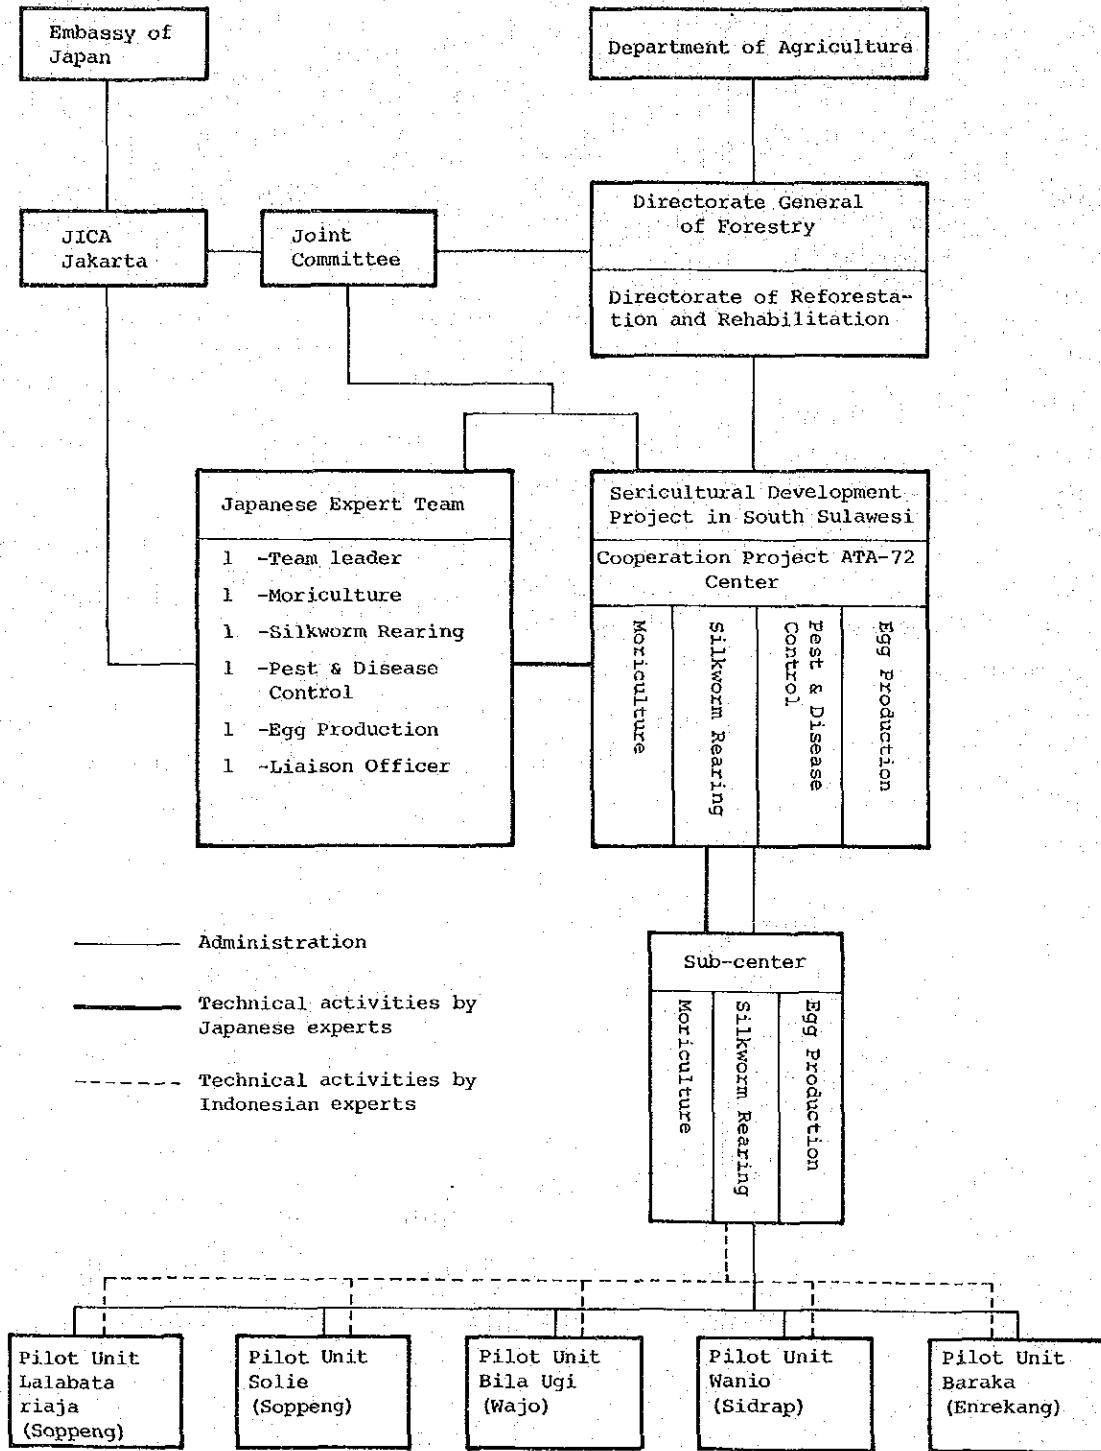 Embassy of
Japan
Department of Agriculture
JICA
Jakarta
Joint
Committee
Directorate General
of Forestry
Directorate of Reforesta-
tion and Rehabilitation
Japanese Expert Team
1 -Team leader
1 -Moriculture
1 -Silkworm Rearing
1 -Pest & Disease
Control
1 -Egg Production
1 -Liaison Officer
Sericultural Development
Project in South Sulawesi
Cooperation Project ATA-72
Center
Moriculture
Silkworm Rearing
Pest & Disease
Control
Egg Production
Administration
Technical activities by
Japanese experts
Technical activities by
Indonesian experts
Sub-center
Moriculture
Silkworm Rearing
Egg Production
Pilot Unit
Lalabata
riaja
(Soppeng)
Pilot Unit
Solie
(Soppeng)
Pilot Unit
Bila Ugi
(Wajo)
Pilot Unit
Wanio
(Sidrap)
Pilot Unit
Baraka
(Enrekang)